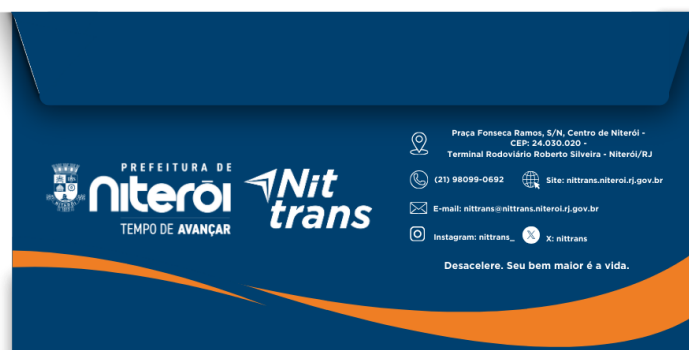 PREFEITURA DE
Niterói
TEMPO DE AVANÇAR
Nit
trans
Praça Fonseca Ramos, S/N, Centro de Niterói -
CEP: 24.030.020 -
Terminal Rodoviário Roberto Silveira - Niterói/RJ
(21) 98099-0692
Site: nittrans.niteroi.rj.gov.br
E-mail: nittrans@nittrans.niteroi.rj.gov.br
Instagram: nittrans_
X: nittrans
Desacelere. Seu bem maior é a vida.